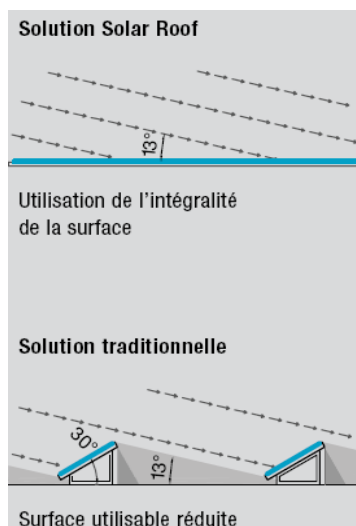 Solution Solar Roof
13°
Utilisation de l'intégralité
de la surface
Solution traditionnelle
30°
13°
Surface utilisable réduite